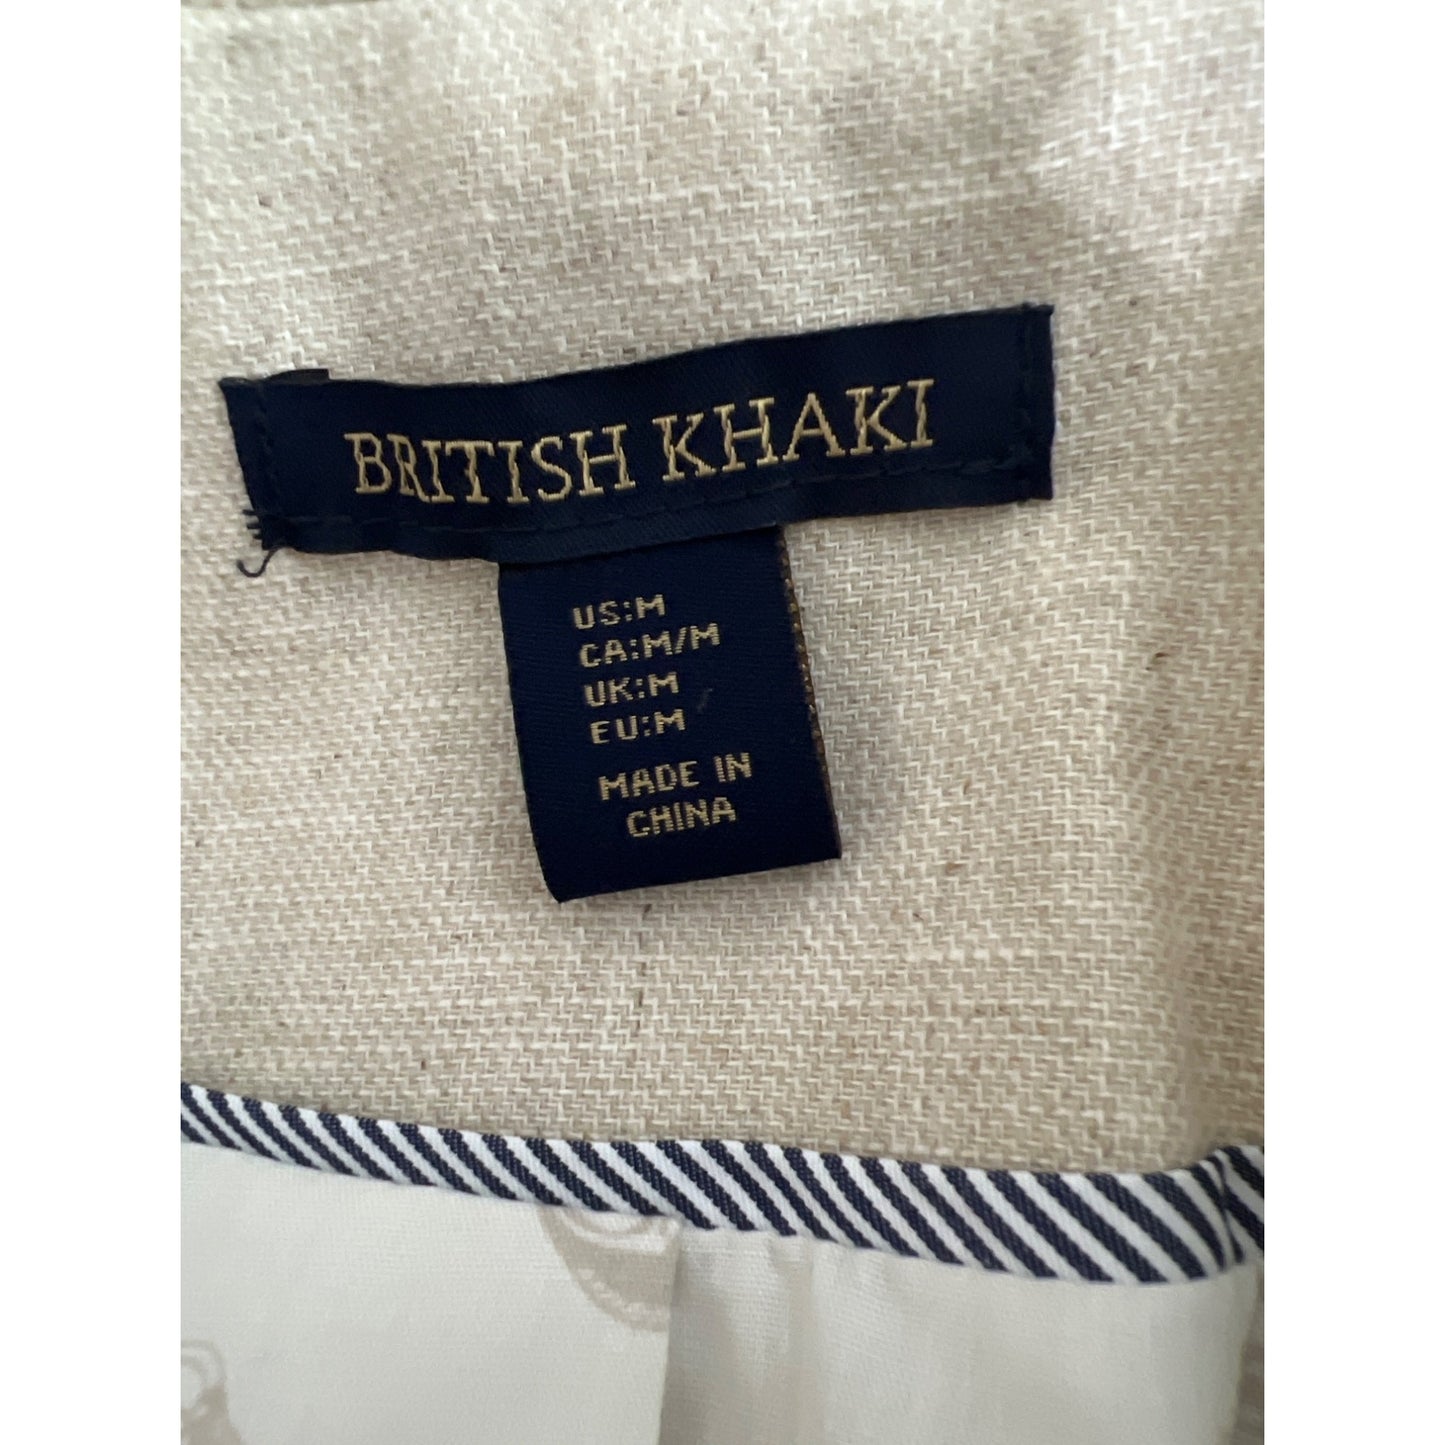 BRITISH KHAKI
US:M
CA:M/M
UK:M
EU:M
MADE IN
CHINA